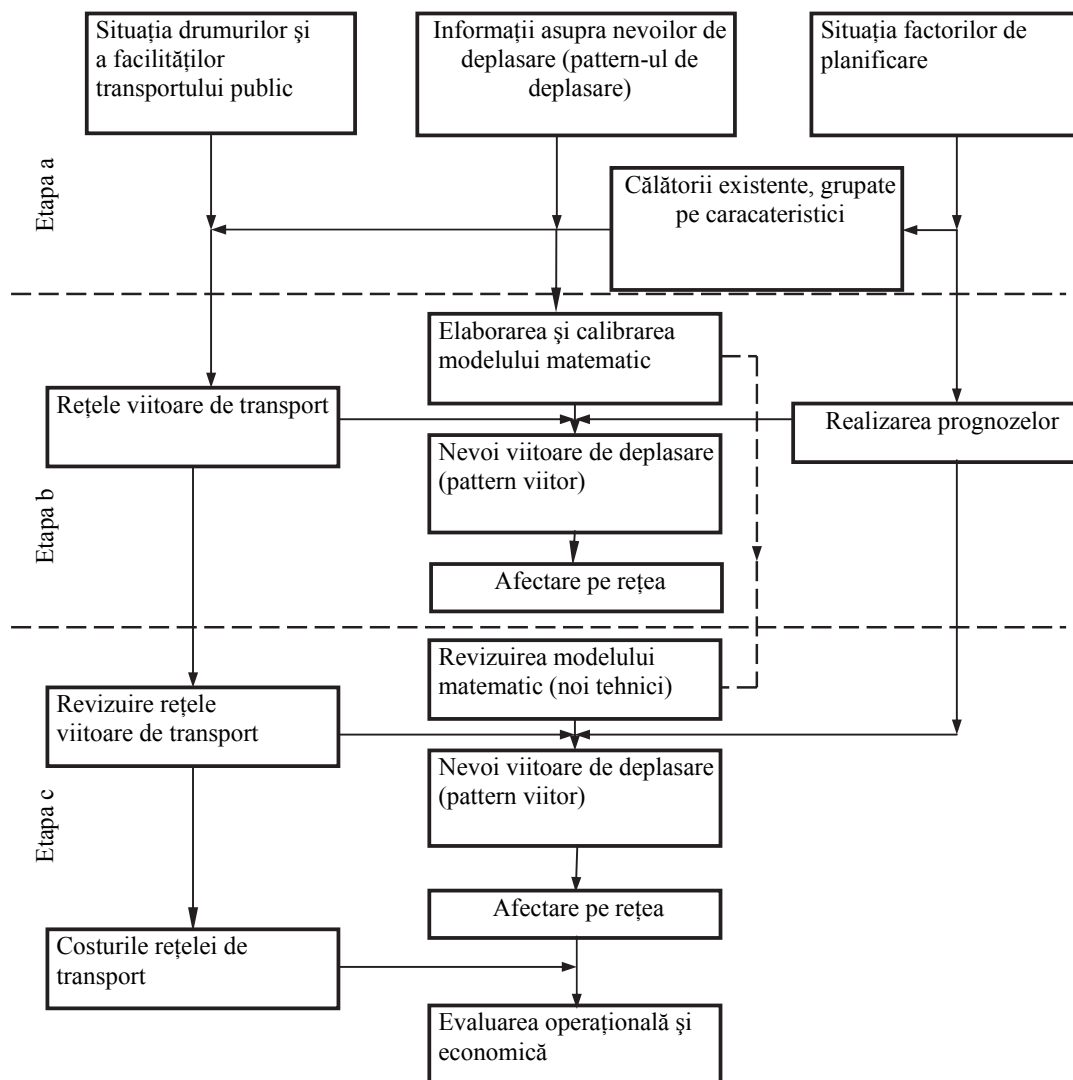 Situația drumurilor şi
a facilităților
transportului public
Informații asupra nevoilor de
deplasare (pattern-ul de
deplasare)
Situația factorilor de
planificare
Etapa a
Călătorii existente, grupate
pe caracateristici
Elaborarea şi calibrarea
modelului matematic
Rețele viitoare de transport
Realizarea prognozelor
Nevoi viitoare de deplasare
(pattern viitor)
Etapa b
Afectare pe rețea
Revizuirea modelului
matematic (noi tehnici)
Revizuire rețele
viitoare de transport
Nevoi viitoare de deplasare
(pattern viitor)
Etapa c
Afectare pe rețea
Costurile rețelei de
transport
Evaluarea operațională şi
economică